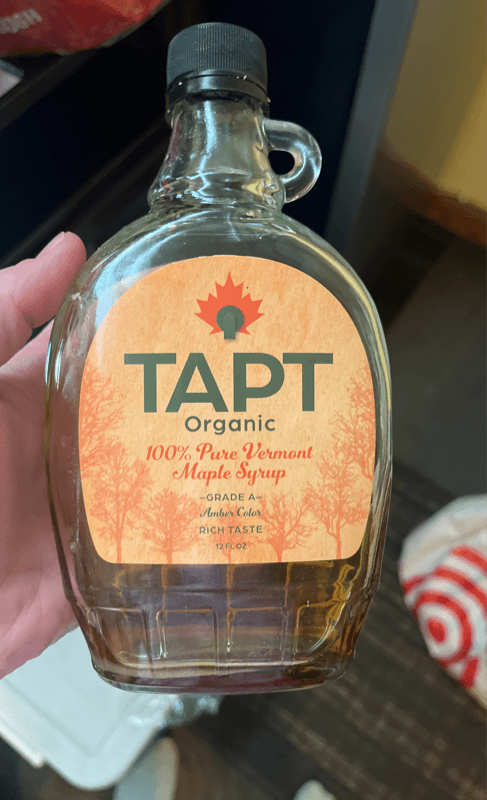 TAPT
Organic
100% Pure Vermont
Maple Syrup
–GRADE A–
Amber Color
RICH TASTE
12 FL OZ